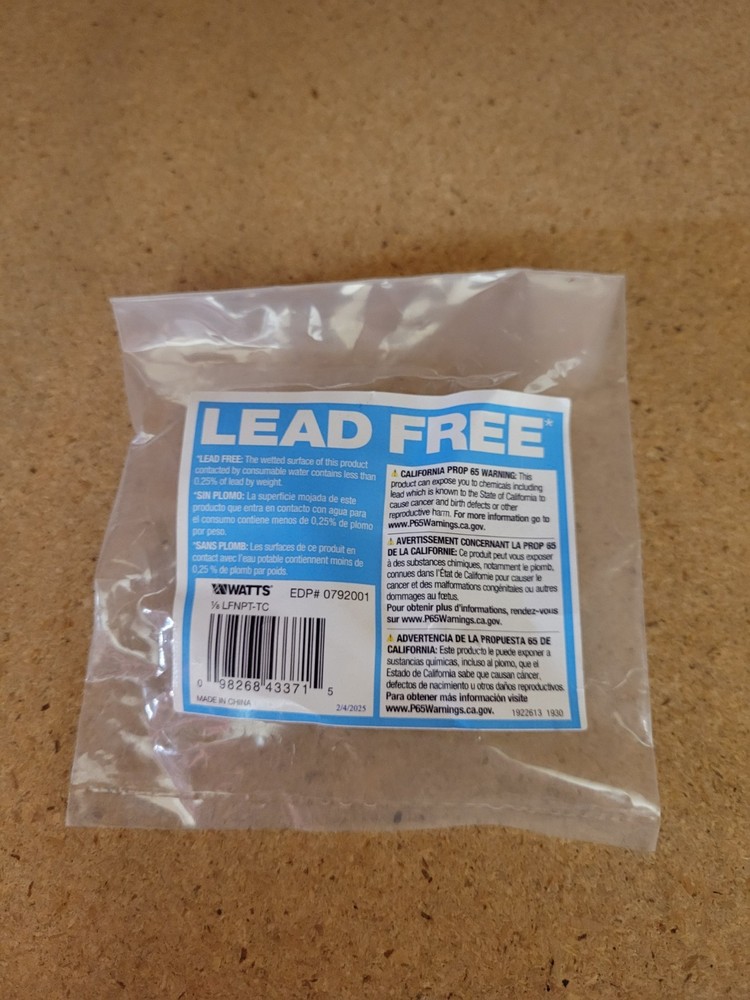 LEAD FREE*
*LEAD FREE: The wetted surface of this product
contacted by consumable water contains less than
0.25% of lead by weight.
*SIN PLOMO: La superficie mojada de este
producto que entra en contacto con agua para
el consumo contiene menos de 0,25% de plomo
por peso.
*SANS PLOMB: Les surfaces de ce produit en
contact avec l'eau potable contiennent moins de
0,25 % de plomb par poids.
WATTS® EDP# 0792001
⅛ LFNPT-TC
0 98268 43371 5
MADE IN CHINA 2/4/2025
⚠ CALIFORNIA PROP 65 WARNING: This
product can expose you to chemicals including
lead which is known to the State of California to
cause cancer and birth defects or other
reproductive harm. For more information go to
www.P65Warnings.ca.gov.
⚠ AVERTISSEMENT CONCERNANT LA PROP 65
DE LA CALIFORNIE: Ce produit peut vous exposer
à des substances chimiques, notamment le plomb,
connues dans l'État de Californie pour causer le
cancer et des malformations congénitales ou autres
dommages au fœtus.
Pour obtenir plus d'informations, rendez-vous
sur www.P65Warnings.ca.gov.
⚠ ADVERTENCIA DE LA PROPUESTA 65 DE
CALIFORNIA: Este producto le puede exponer a
sustancias químicas, incluso al plomo, que el
Estado de California sabe que causan cáncer,
defectos de nacimiento u otros daños reproductivos.
Para obtener más información visite
www.P65Warnings.ca.gov. 1922613 1930